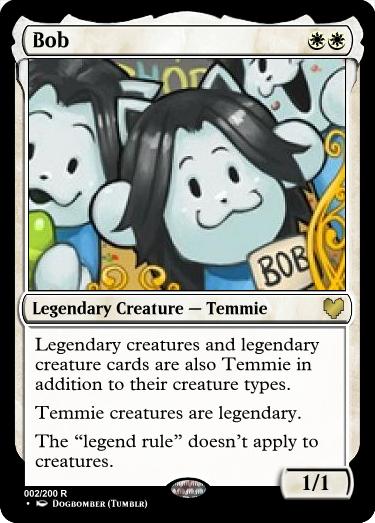 Bob
HOP
BOB
Legendary Creature — Temmie
Legendary creatures and legendary
creature cards are also Temmie in
addition to their creature types.
Temmie creatures are legendary.
The “legend rule” doesn't apply to
creatures.
1/1
002/200 R
• DOGBOMBER (TUMBLR)